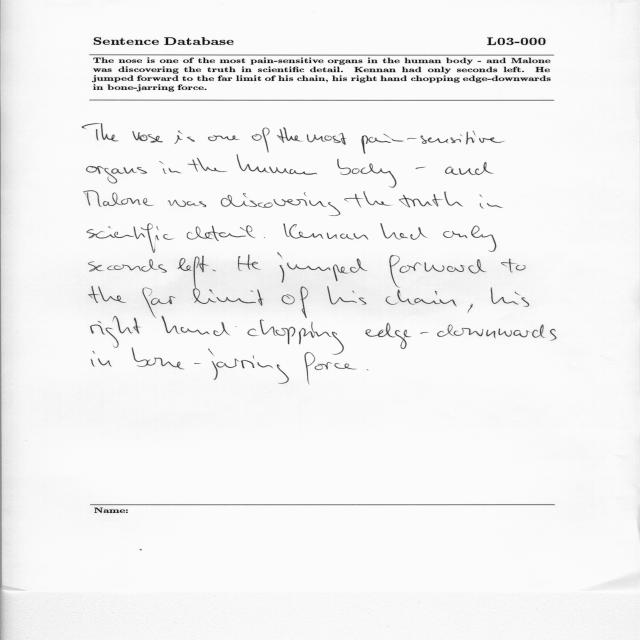 Sentence Database L03-000
The nose is one of the most pain-sensitive organs in the human body - and Malone
was discovering the truth in scientific detail. Kennan had only seconds left. He
jumped forward to the far limit of his chain, his right hand chopping edge-downwards
in bone-jarring force.
The nose is one of the most pain-sensitive
organs in the human body - and
Malone was discovering the truth in
scientific detail. Kennan had only
seconds left. He jumped forward to
the far limit of his chain, his
right hand chopping edge-downwards
in bone-jarring force.
Name: